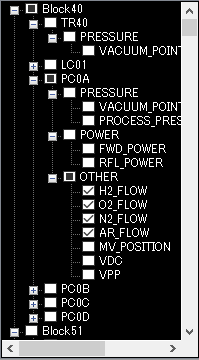 Block40
TR40
PRESSURE
VACUUM_POINT
LC01
PC0A
PRESSURE
VACUUM_POINT
PROCESS_PRES
POWER
FWD_POWER
RFL_POWER
OTHER
H2_FLOW
O2_FLOW
N2_FLOW
AR_FLOW
MV_POSITION
VDC
VPP
PC0B
PC0C
PC0D
Block51